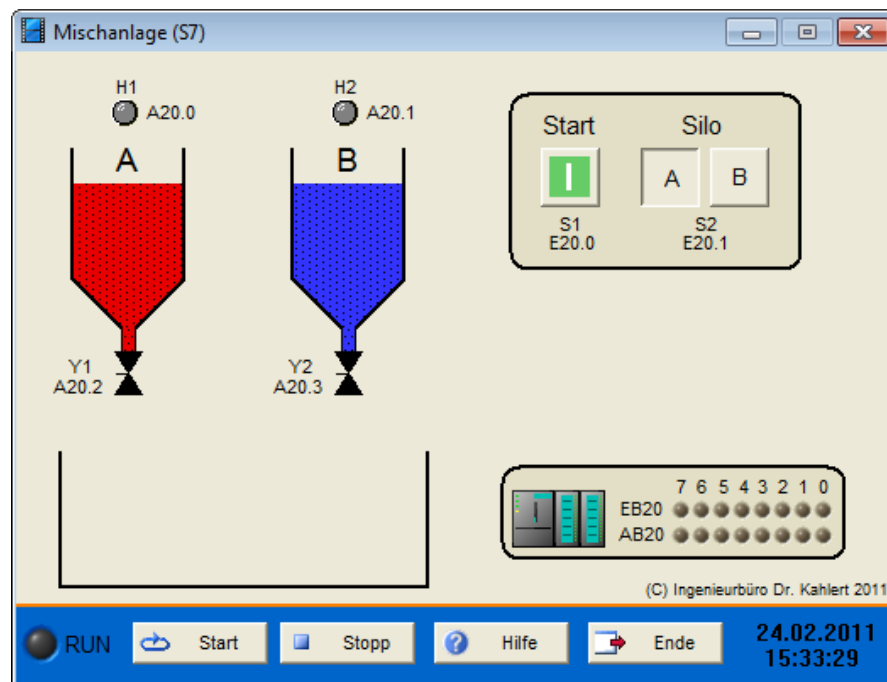 Mischanlage (S7)
H1
A20.0
H2
A20.1
A
B
Y1
A20.2
Y2
A20.3
Start Silo
A B
S1 S2
E20.0 E20.1
7 6 5 4 3 2 1 0
EB20
AB20
(C) Ingenieurbüro Dr. Kahlert 2011
RUN Start Stopp Hilfe Ende
24.02.2011
15:33:29